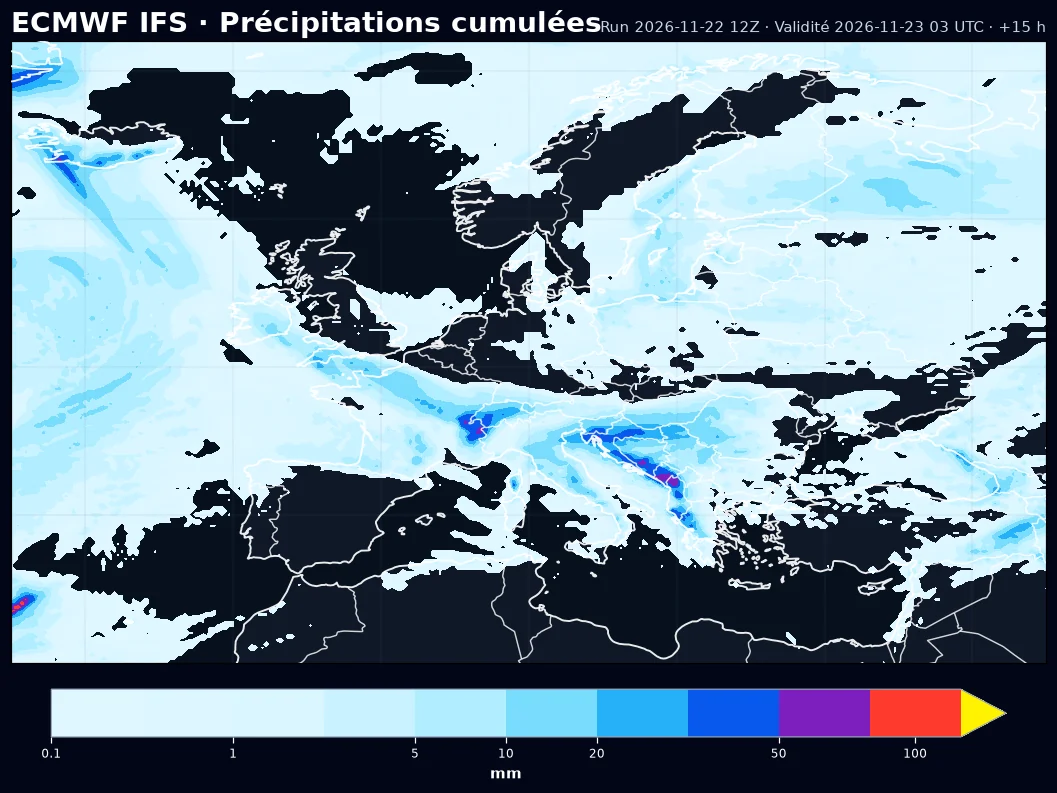 ECMWF IFS · Précipitations cumulées
Run 2026-11-22 12Z · Validité 2026-11-23 03 UTC · +15 h
0.1 1 5 10 20 50 100
mm